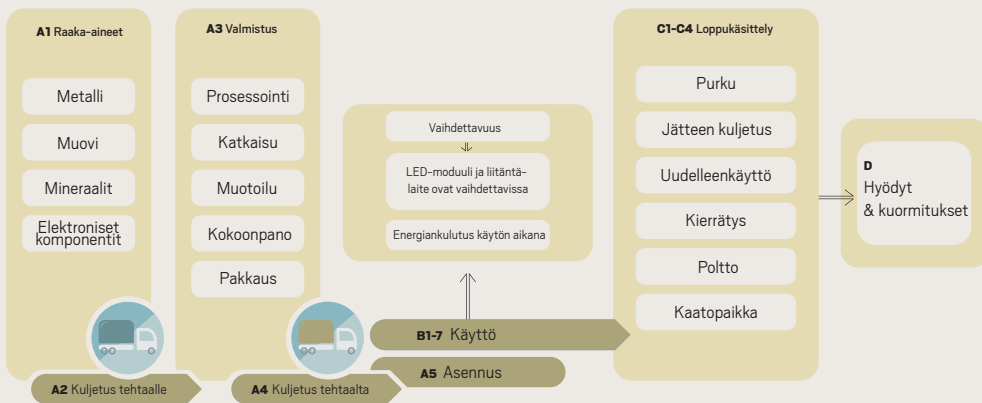 A1 Raaka-aineet
Metalli
Muovi
Mineraalit
Elektroniset
komponentit
A2 Kuljetus tehtaalle
A3 Valmistus
Prosessointi
Katkaisu
Muotoilu
Kokoonpano
Pakkaus
A4 Kuljetus tehtaalta
Vaihdettavuus
LED-moduuli ja liitäntä-
laite ovat vaihdettavissa
Energiankulutus käytön aikana
B1-7 Käyttö
A5 Asennus
C1-C4 Loppukäsittely
Purku
Jätteen kuljetus
Uudelleenkäyttö
Kierrätys
Poltto
Kaatopaikka
D
Hyödyt
& kuormitukset